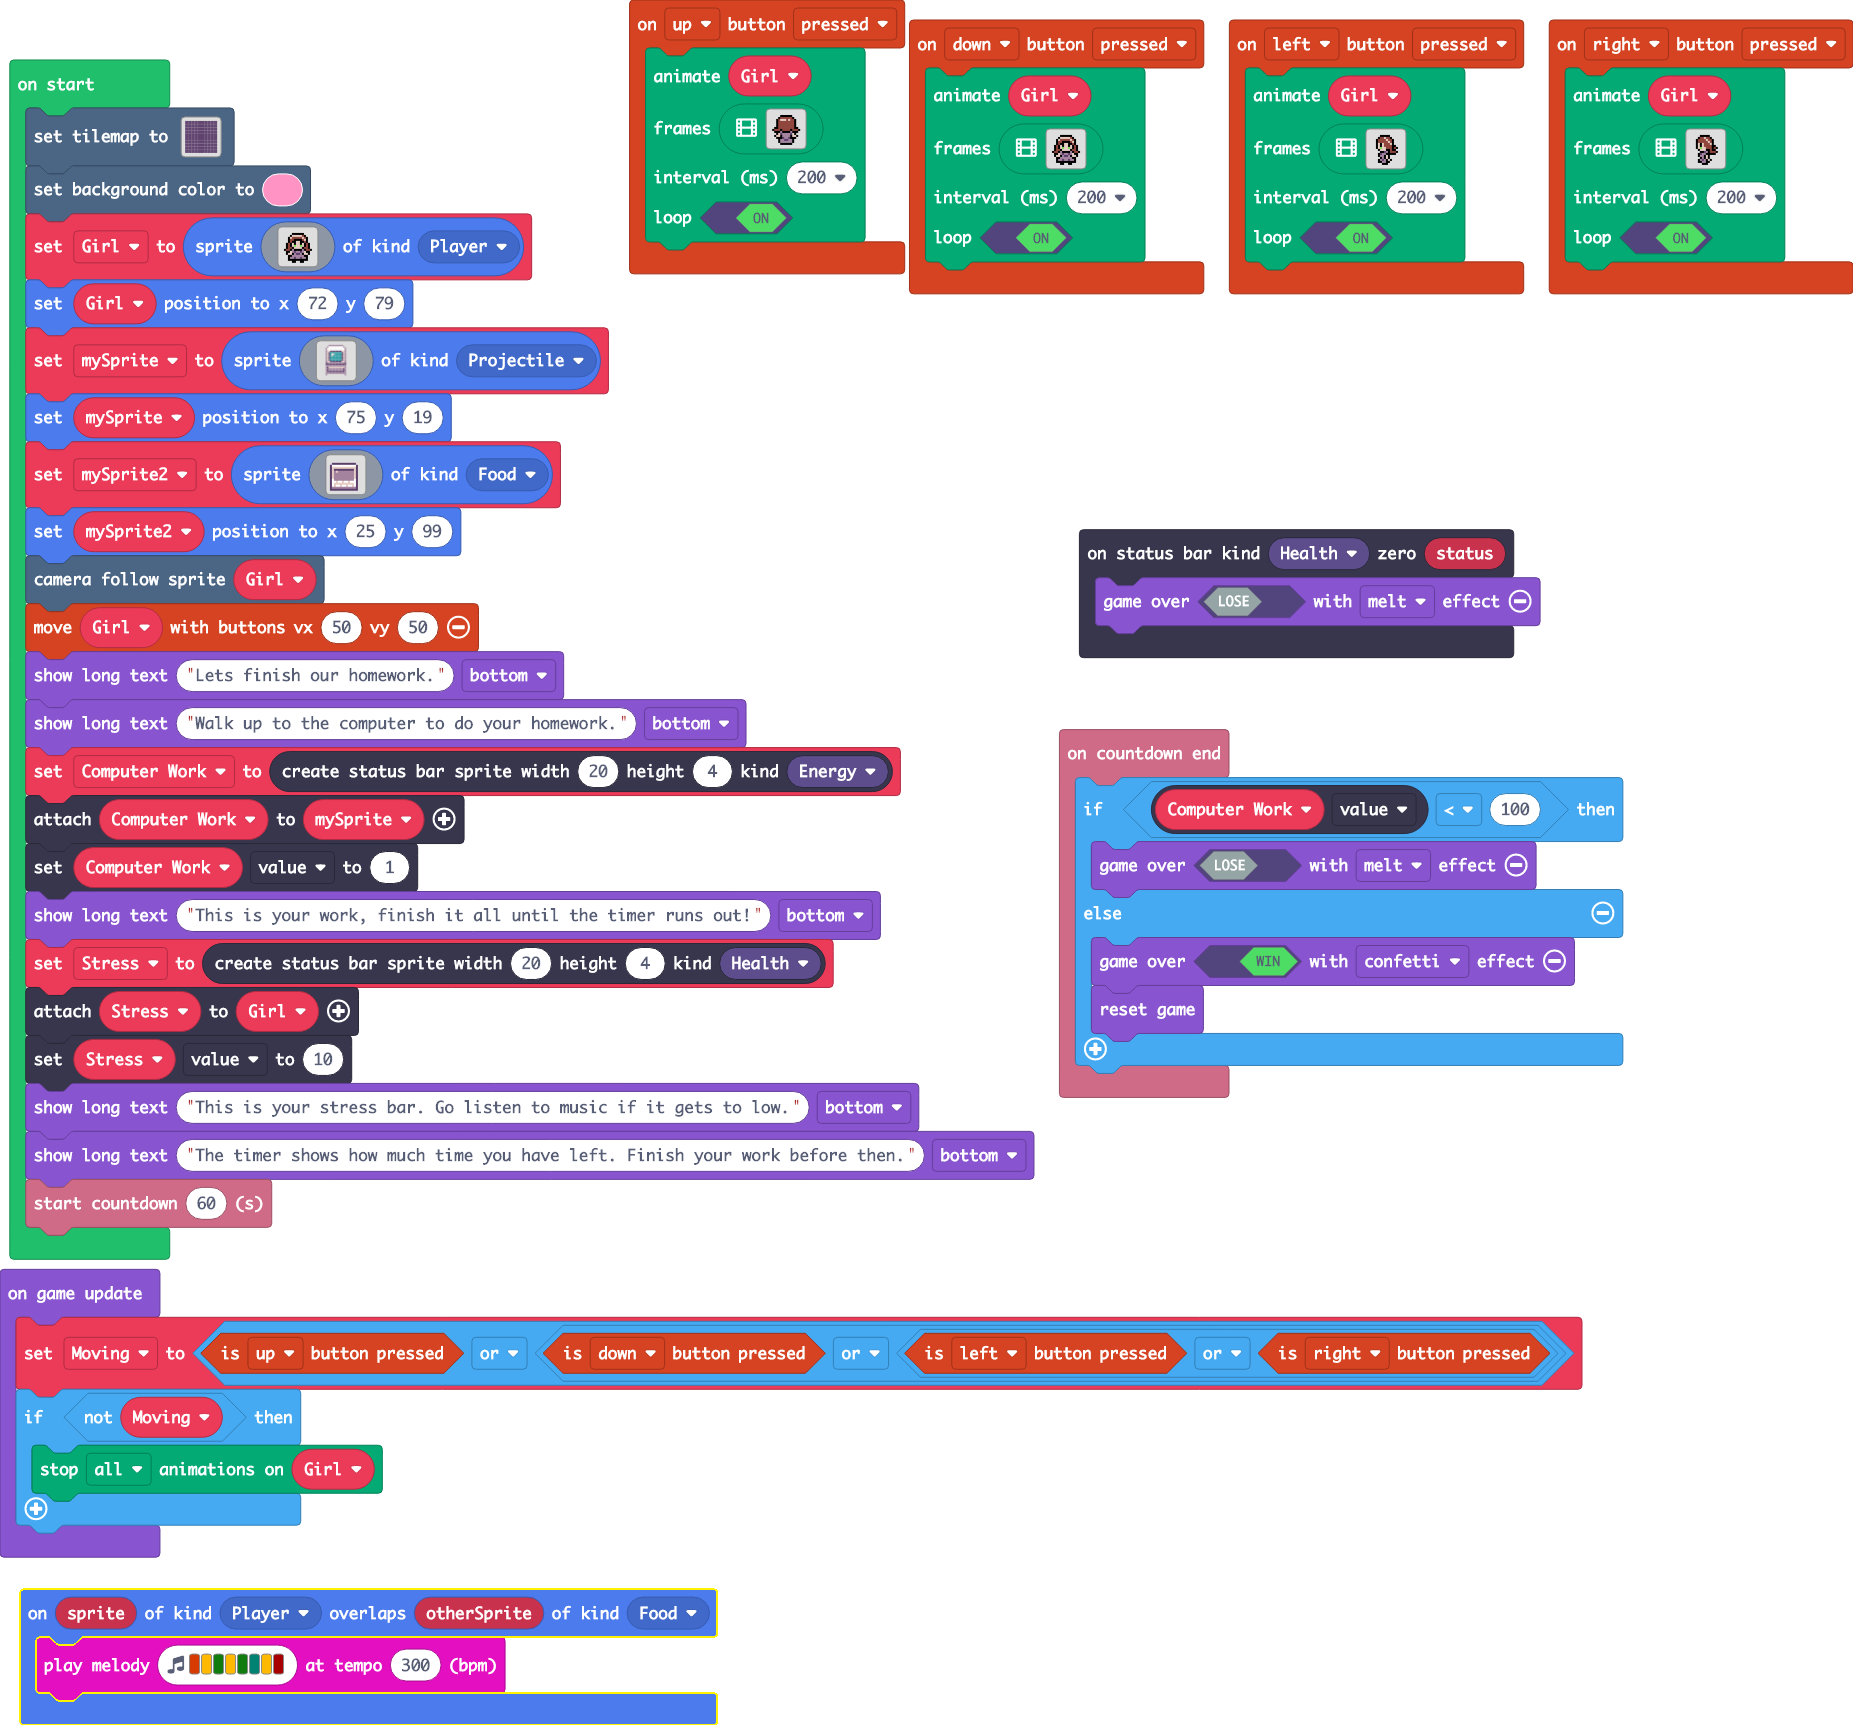 on start
set tilemap to
set background color to
set Girl to sprite of kind Player
set Girl position to x 72 y 79
set mySprite to sprite of kind Projectile
set mySprite position to x 75 y 19
set mySprite2 to sprite of kind Food
set mySprite2 position to x 25 y 99
camera follow sprite Girl
move Girl with buttons vx 50 vy 50
show long text "Lets finish our homework." bottom
show long text "Walk up to the computer to do your homework." bottom
set Computer Work to create status bar sprite width 20 height 4 kind Energy
attach Computer Work to mySprite
set Computer Work value to 1
show long text "This is your work, finish it all until the timer runs out!" bottom
set Stress to create status bar sprite width 20 height 4 kind Health
attach Stress to Girl
set Stress value to 10
show long text "This is your stress bar. Go listen to music if it gets to low." bottom
show long text "The timer shows how much time you have left. Finish your work before then." bottom
start countdown 60 (s)
on up button pressed
animate Girl
frames
interval (ms) 200
loop ON
on down button pressed
animate Girl
frames
interval (ms) 200
loop ON
on left button pressed
animate Girl
frames
interval (ms) 200
loop ON
on right button pressed
animate Girl
frames
interval (ms) 200
loop ON
on status bar kind Health zero status
game over LOSE with melt effect
on countdown end
if Computer Work value < 100 then
game over LOSE with melt effect
else
game over WIN with confetti effect
reset game
on game update
set Moving to is up button pressed or is down button pressed or is left button pressed or is right button pressed
if not Moving then
stop all animations on Girl
on sprite of kind Player overlaps otherSprite of kind Food
play melody at tempo 300 (bpm)